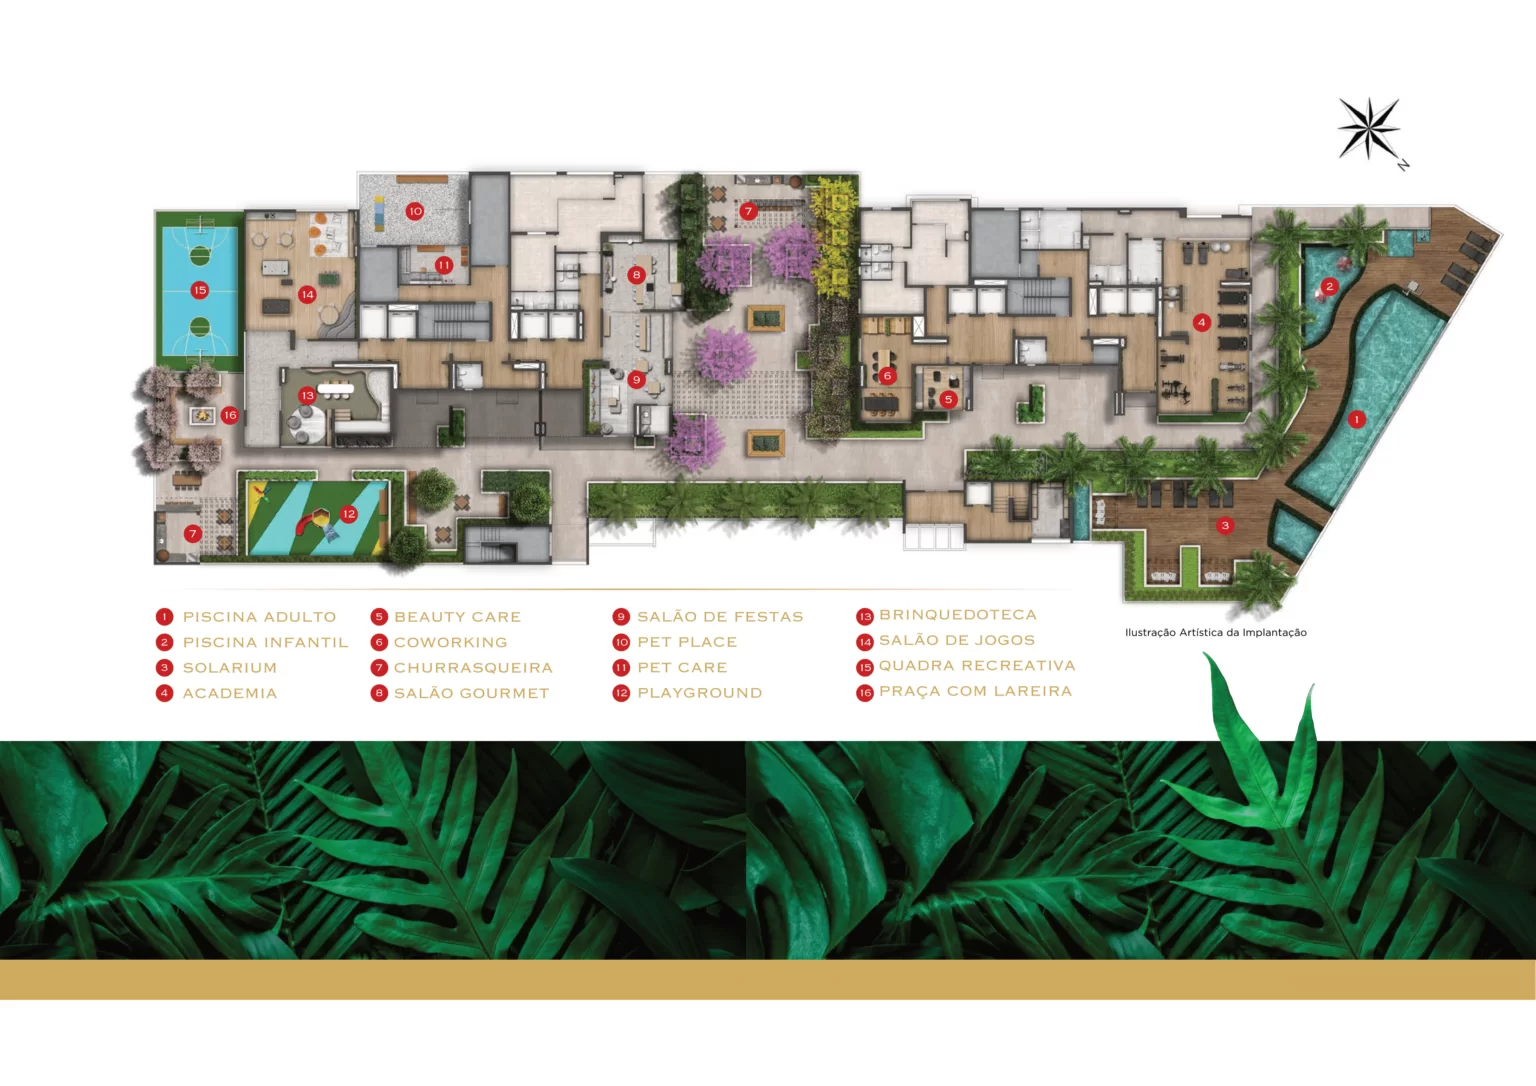 N
10
7
15
14
11
8
2
4
13
16
9
6
5
1
12
7
3
1 PISCINA ADULTO
2 PISCINA INFANTIL
3 SOLARIUM
4 ACADEMIA
5 BEAUTY CARE
6 COWORKING
7 CHURRASQUEIRA
8 SALÃO GOURMET
9 SALÃO DE FESTAS
10 PET PLACE
11 PET CARE
12 PLAYGROUND
13 BRINQUEDOTECA
14 SALÃO DE JOGOS
15 QUADRA RECREATIVA
16 PRAÇA COM LAREIRA
Ilustração Artística da Implantação